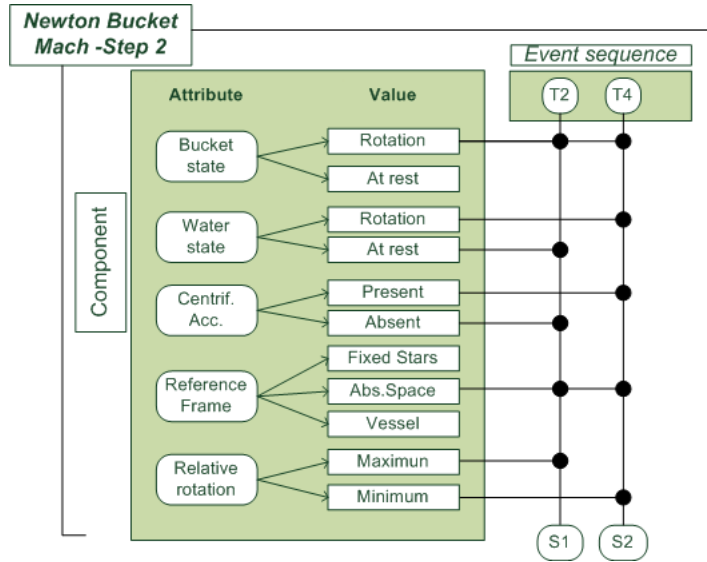 Newton Bucket
Mach -Step 2
Event sequence
Attribute
Value
T2
T4
Component
Bucket
state
Rotation
At rest
Water
state
Rotation
At rest
Centrif.
Acc.
Present
Absent
Reference
Frame
Fixed Stars
Abs.Space
Vessel
Relative
rotation
Maximun
Minimum
S1
S2